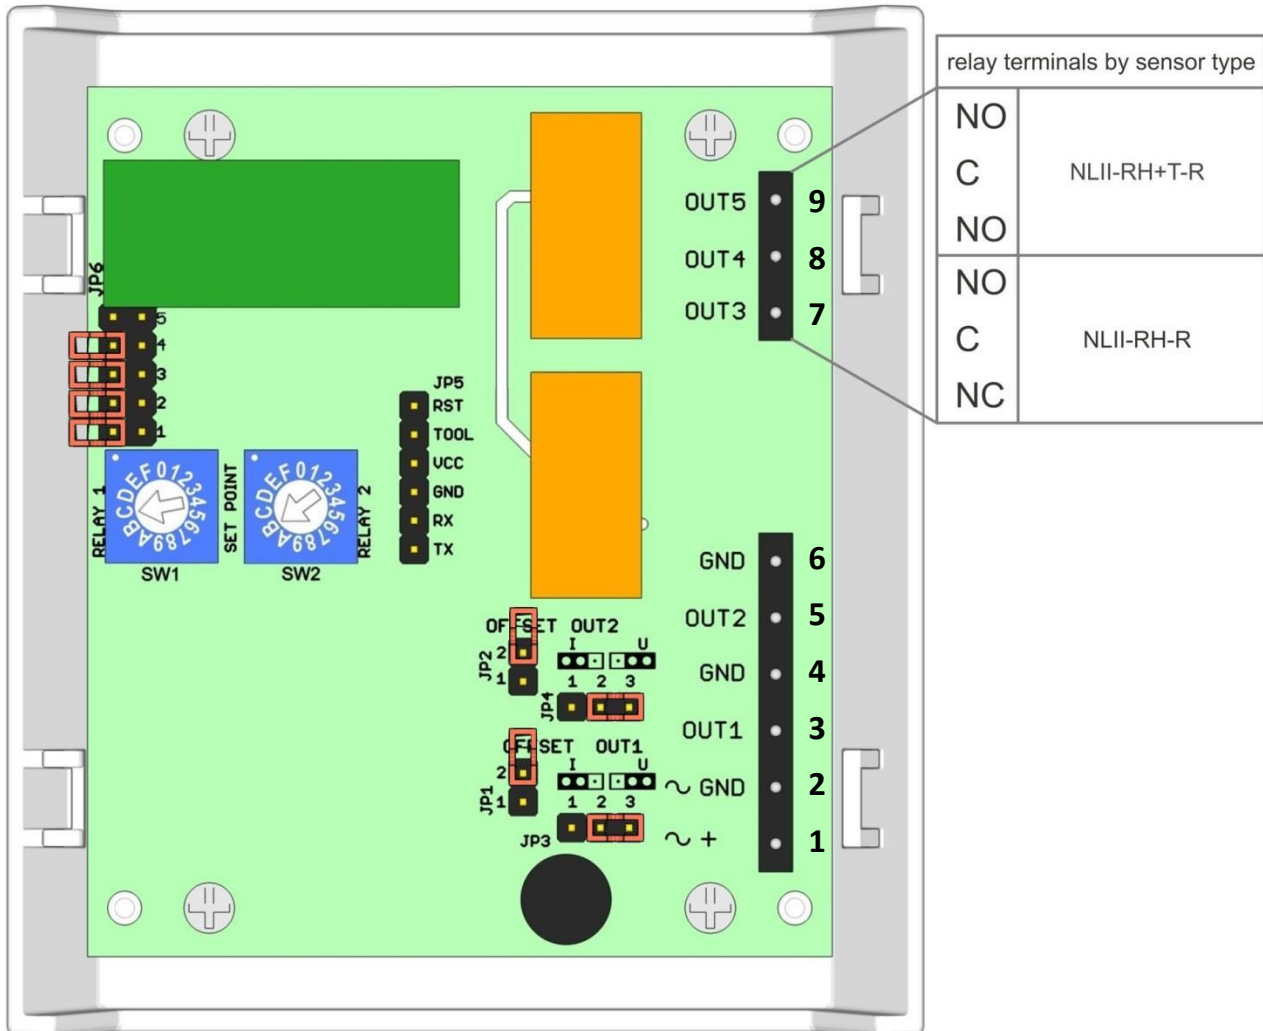 relay terminals by sensor type
NO
C
NO
NLII-RH+T-R
NO
C
NC
NLII-RH-R
OUT5 9
OUT4 8
OUT3 7
JP6
5
4
3
2
1
JP5
RST
TOOL
VCC
GND
RX
TX
RELAY 1
0123456789ABCDEF
SW1
SET POINT
0123456789ABCDEF
SW2
RELAY 2
GND 6
OUT2 5
GND 4
OUT1 3
~ GND 2
~ + 1
OFFSET OUT2
I U
JP2
2
1
1 2 3
JP4
OFFSET OUT1
I U
JP1
2
1
1 2 3
JP3